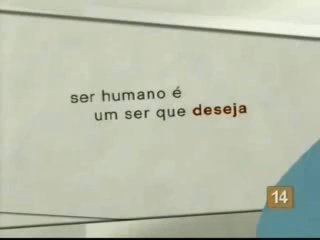 ser humano é
um ser que deseja
14